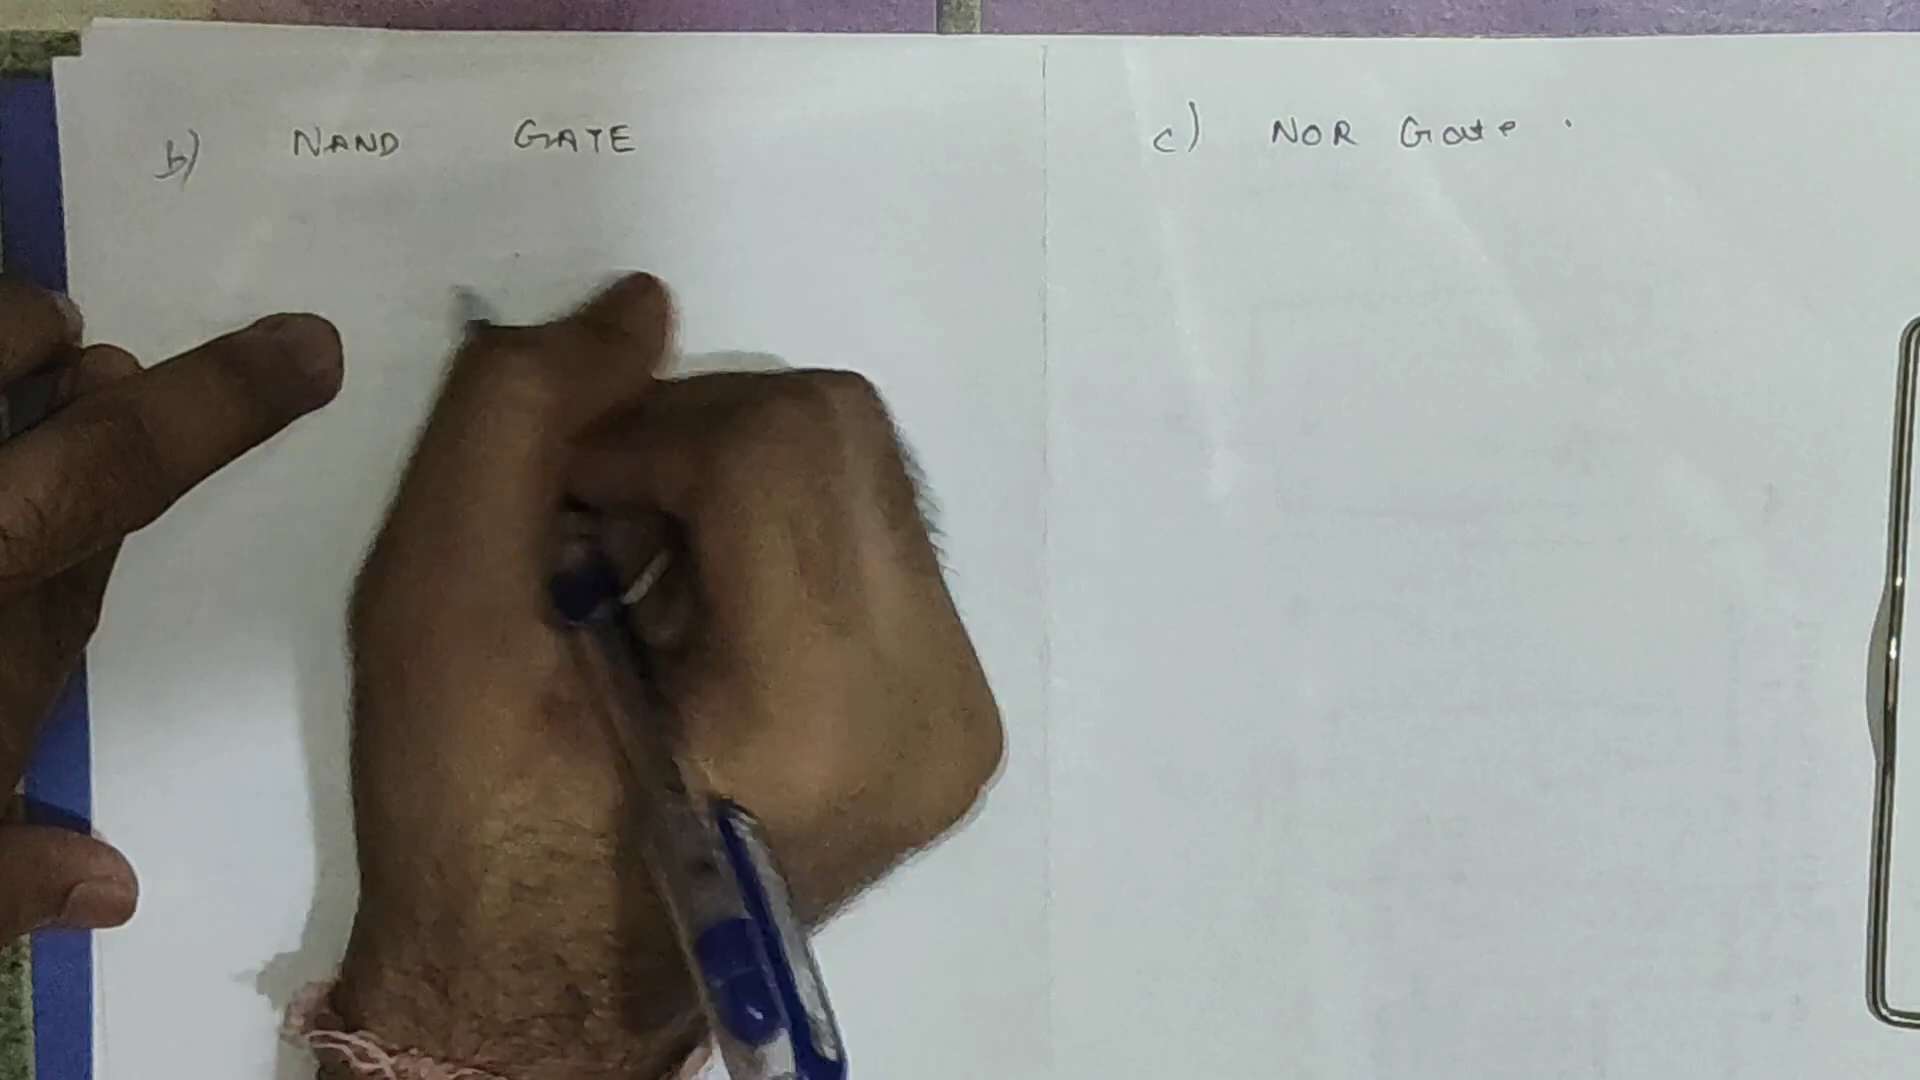 b) NAND GATE
c) NOR Gate .